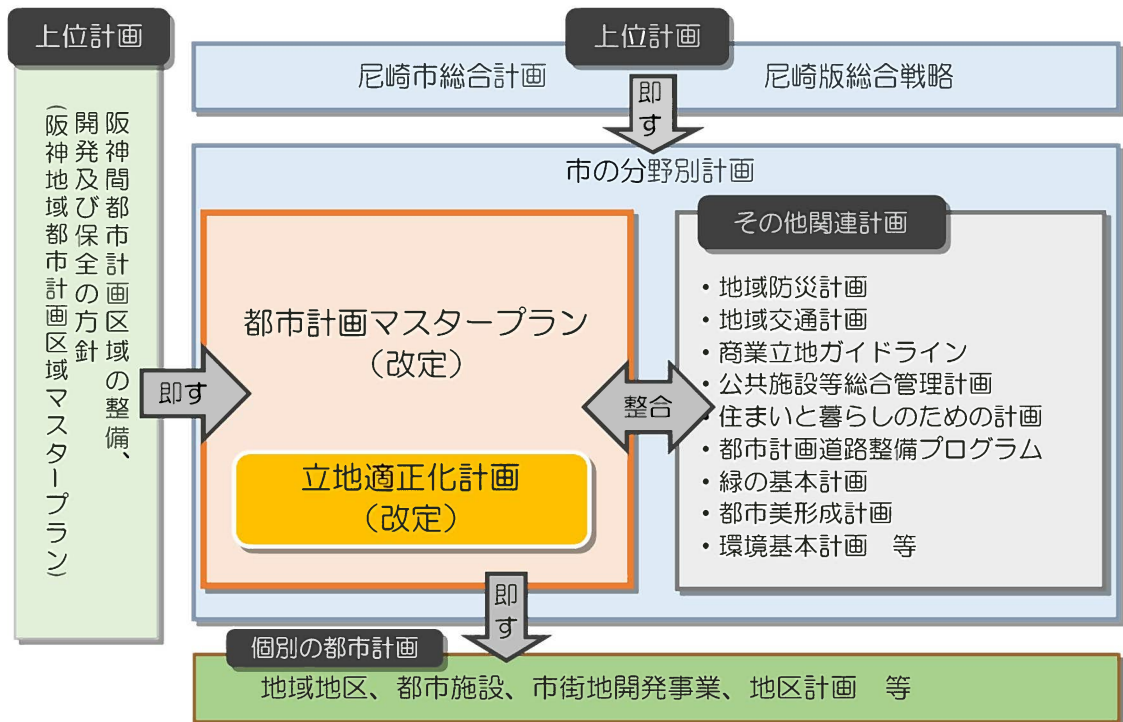 上位計画
阪神間都市計画区域の整備、
開発及び保全の方針
(阪神地域都市計画区域マスタープラン)
即す
上位計画
尼崎市総合計画　尼崎版総合戦略
即す
市の分野別計画
都市計画マスタープラン
(改定)
立地適正化計画
(改定)
整合
その他関連計画
・地域防災計画
・地域交通計画
・商業立地ガイドライン
・公共施設等総合管理計画
・住まいと暮らしのための計画
・都市計画道路整備プログラム
・緑の基本計画
・都市美形成計画
・環境基本計画　等
即す
個別の都市計画
地域地区、都市施設、市街地開発事業、地区計画　等